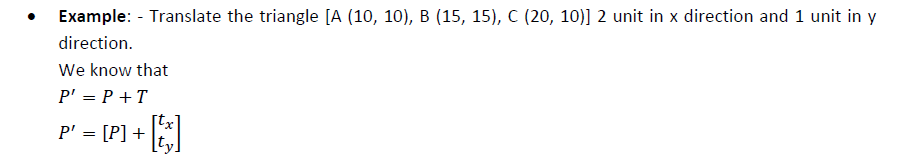 • Example: - Translate the triangle [A (10, 10), B (15, 15), C (20, 10)] 2 unit in x direction and 1 unit in y
direction.
We know that
P′ = P + T
P′ = [P] + [tx
ty]